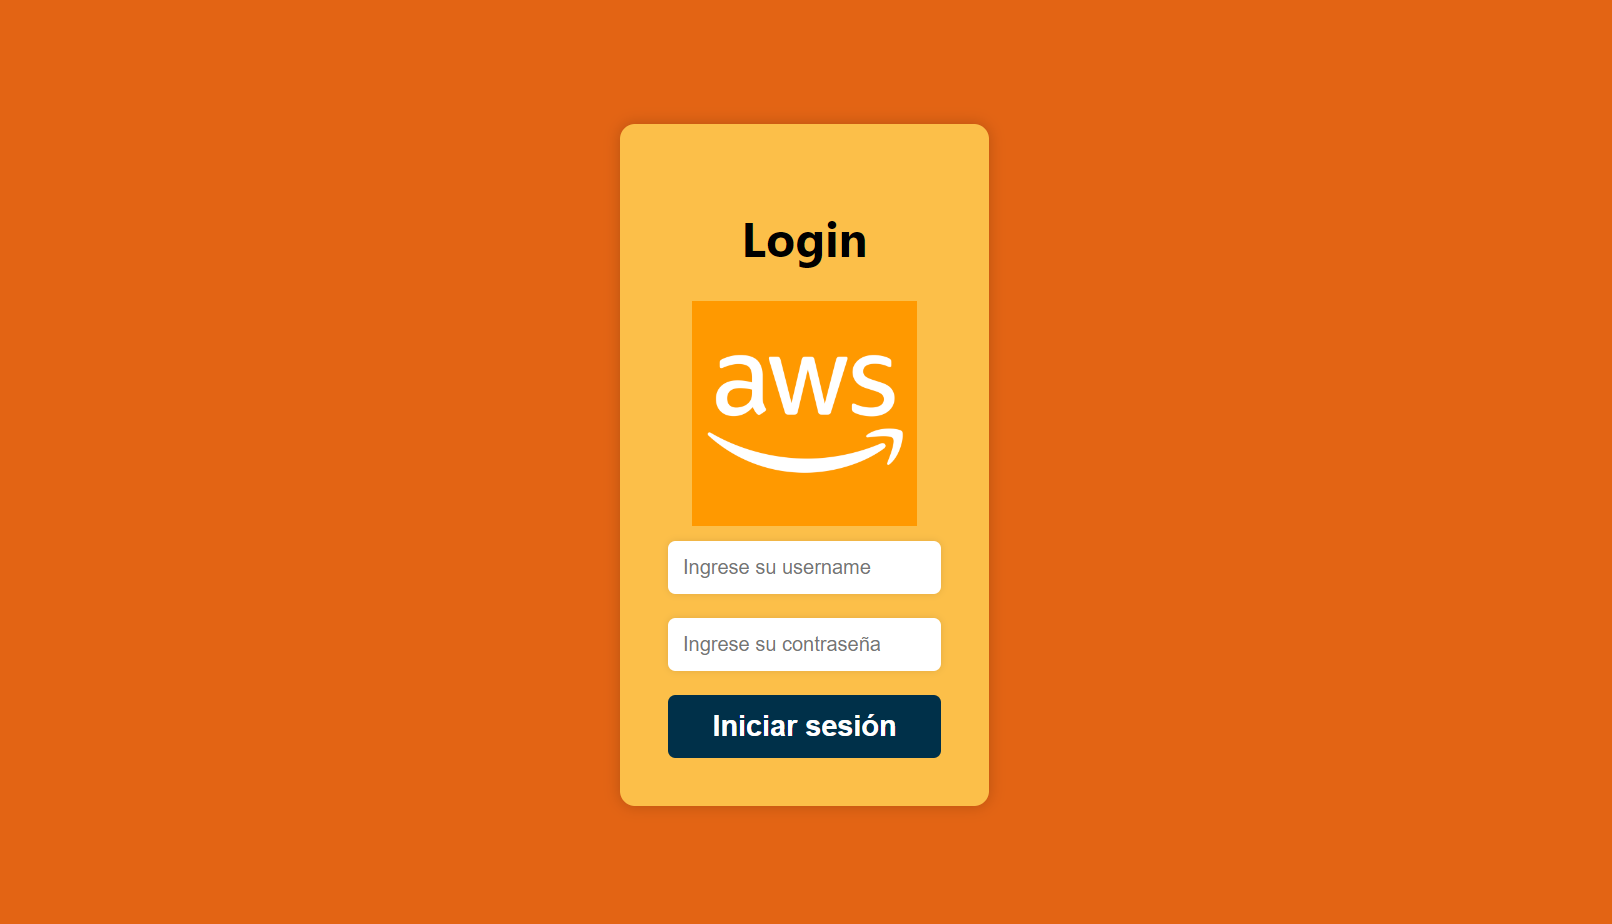 Login
aws
Ingrese su username
Ingrese su contraseña
Iniciar sesión